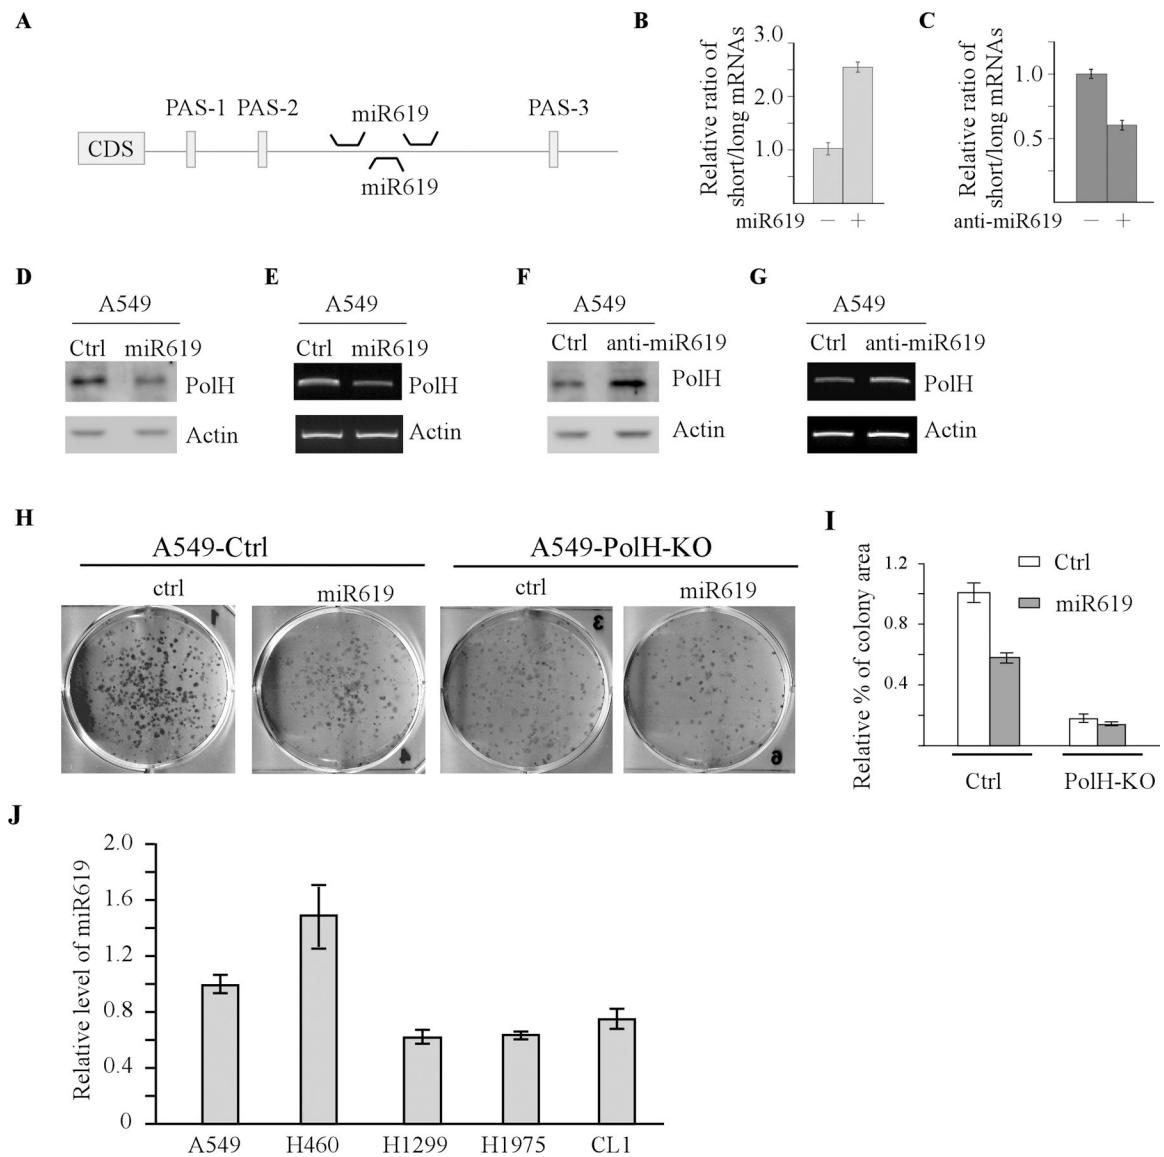 A
PAS-1 PAS-2 miR619 PAS-3
CDS
miR619
B
Relative ratio of
short/long mRNAs
3.0
2.0
1.0
miR619 − +
C
Relative ratio of
short/long mRNAs
1.0
0.5
anti-miR619 − +
D
A549
Ctrl miR619
PolH
Actin
E
A549
Ctrl miR619
PolH
Actin
F
A549
Ctrl anti-miR619
PolH
Actin
G
A549
Ctrl anti-miR619
PolH
Actin
H
A549-Ctrl A549-PolH-KO
ctrl miR619 ctrl miR619
1 4 3 6
I
Relative % of colony area
1.2
0.8
0.4
Ctrl
miR619
Ctrl PolH-KO
J
Relative level of miR619
2.0
1.6
1.2
0.8
0.4
0
A549 H460 H1299 H1975 CL1